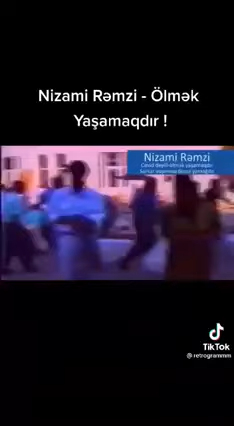 Nizami Rəmzi - Ölmək
Yaşamaqdır !
Nizami Rəmzi
TikTok
@retrogrammm